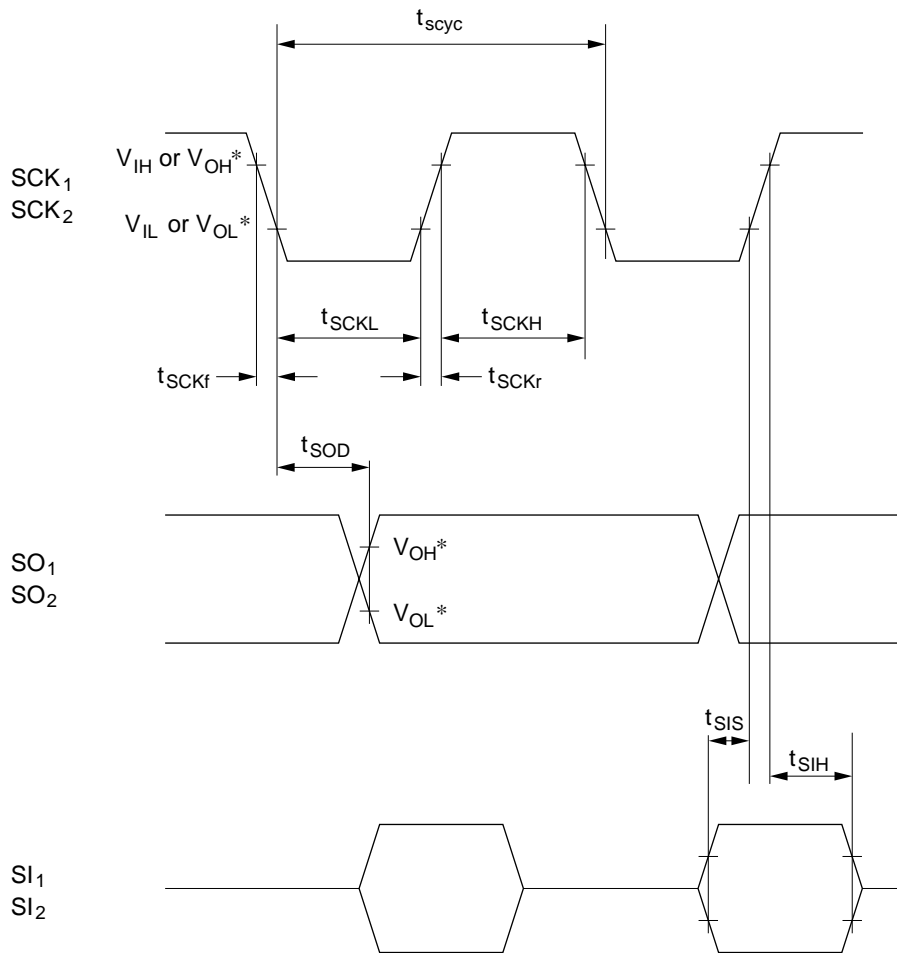 tscyc
VIH or VOH*
SCK1
SCK2
VIL or VOL*
tSCKL
tSCKH
tSCKf
tSCKr
tSOD
VOH*
SO1
SO2
VOL*
tSIS
tSIH
SI1
SI2